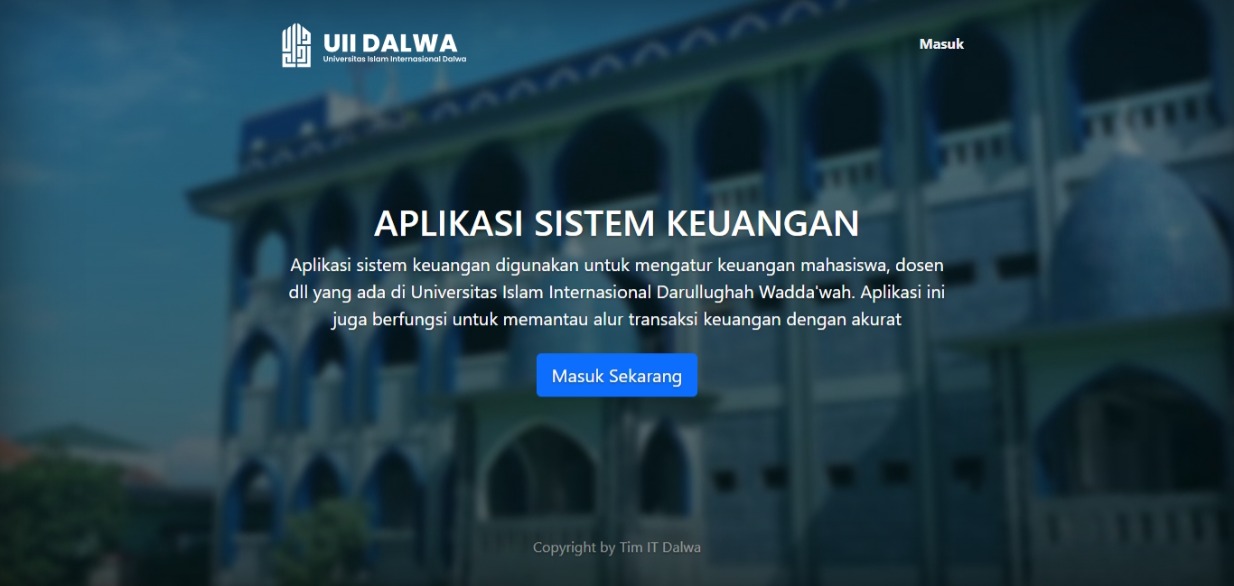 UII DALWA
Universitas Islam Internasional Dalwa
Masuk
APLIKASI SISTEM KEUANGAN
Aplikasi sistem keuangan digunakan untuk mengatur keuangan mahasiswa, dosen
dll yang ada di Universitas Islam Internasional Darullughah Wadda'wah. Aplikasi ini
juga berfungsi untuk memantau alur transaksi keuangan dengan akurat
Masuk Sekarang
Copyright by Tim IT Dalwa